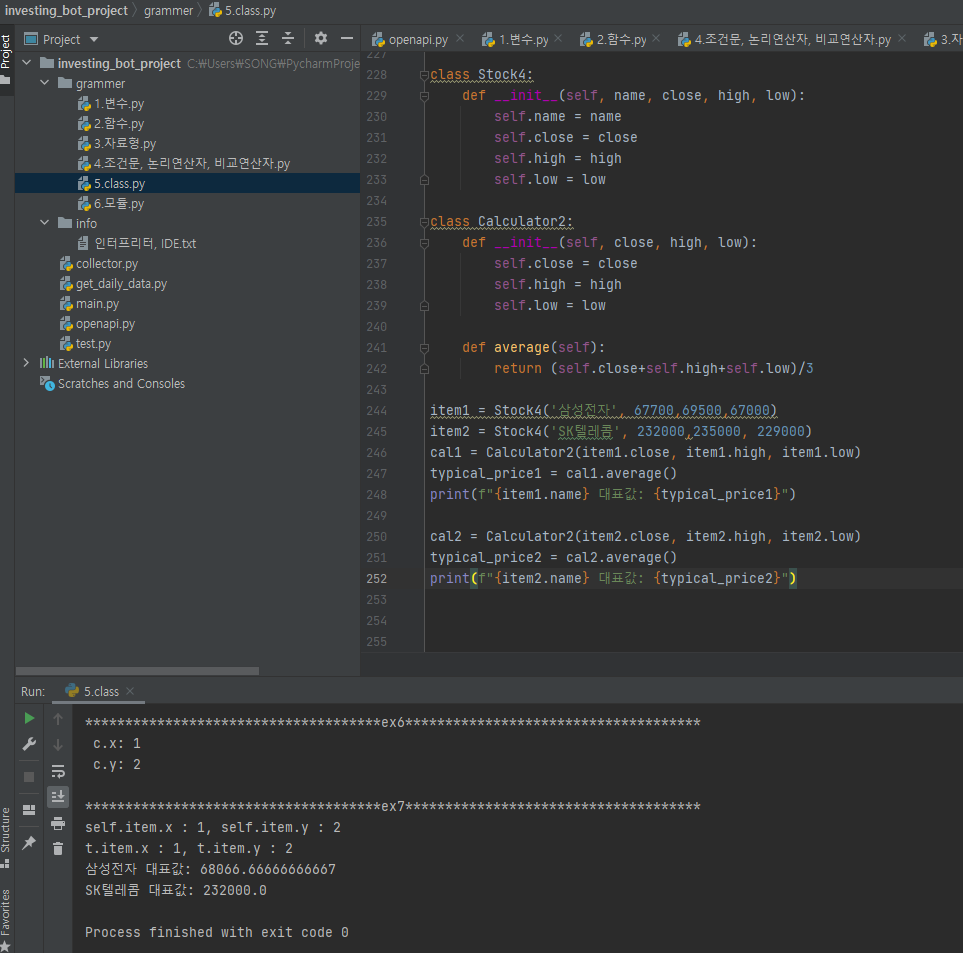 investing_bot_project 〉 grammer 〉 5.class.py
Project
Project
openapi.py
1.변수.py
2.함수.py
4.조건문, 논리연산자, 비교연산자.py
3.자
investing_bot_project C:₩Users₩SONG₩PycharmProje
grammer
1.변수.py
2.함수.py
3.자료형.py
4.조건문, 논리연산자, 비교연산자.py
5.class.py
6.모듈.py
info
인터프리터, IDE.txt
collector.py
get_daily_data.py
main.py
openapi.py
test.py
External Libraries
Scratches and Consoles
227
228 class Stock4:
229     def __init__(self, name, close, high, low):
230         self.name = name
231         self.close = close
232         self.high = high
233         self.low = low
234
235 class Calculator2:
236     def __init__(self, close, high, low):
237         self.close = close
238         self.high = high
239         self.low = low
240
241     def average(self):
242         return (self.close+self.high+self.low)/3
243
244 item1 = Stock4('삼성전자', 67700,69500,67000)
245 item2 = Stock4('SK텔레콤', 232000,235000, 229000)
246 cal1 = Calculator2(item1.close, item1.high, item1.low)
247 typical_price1 = cal1.average()
248 print(f"{item1.name} 대표값: {typical_price1}")
249
250 cal2 = Calculator2(item2.close, item2.high, item2.low)
251 typical_price2 = cal2.average()
252 print(f"{item2.name} 대표값: {typical_price2}")
253
254
255
Run: 5.class
*************************************ex6*************************************
c.x: 1
c.y: 2
*************************************ex7*************************************
self.item.x : 1, self.item.y : 2
t.item.x : 1, t.item.y : 2
삼성전자 대표값: 68066.66666666667
SK텔레콤 대표값: 232000.0
Process finished with exit code 0
Structure
Favorites